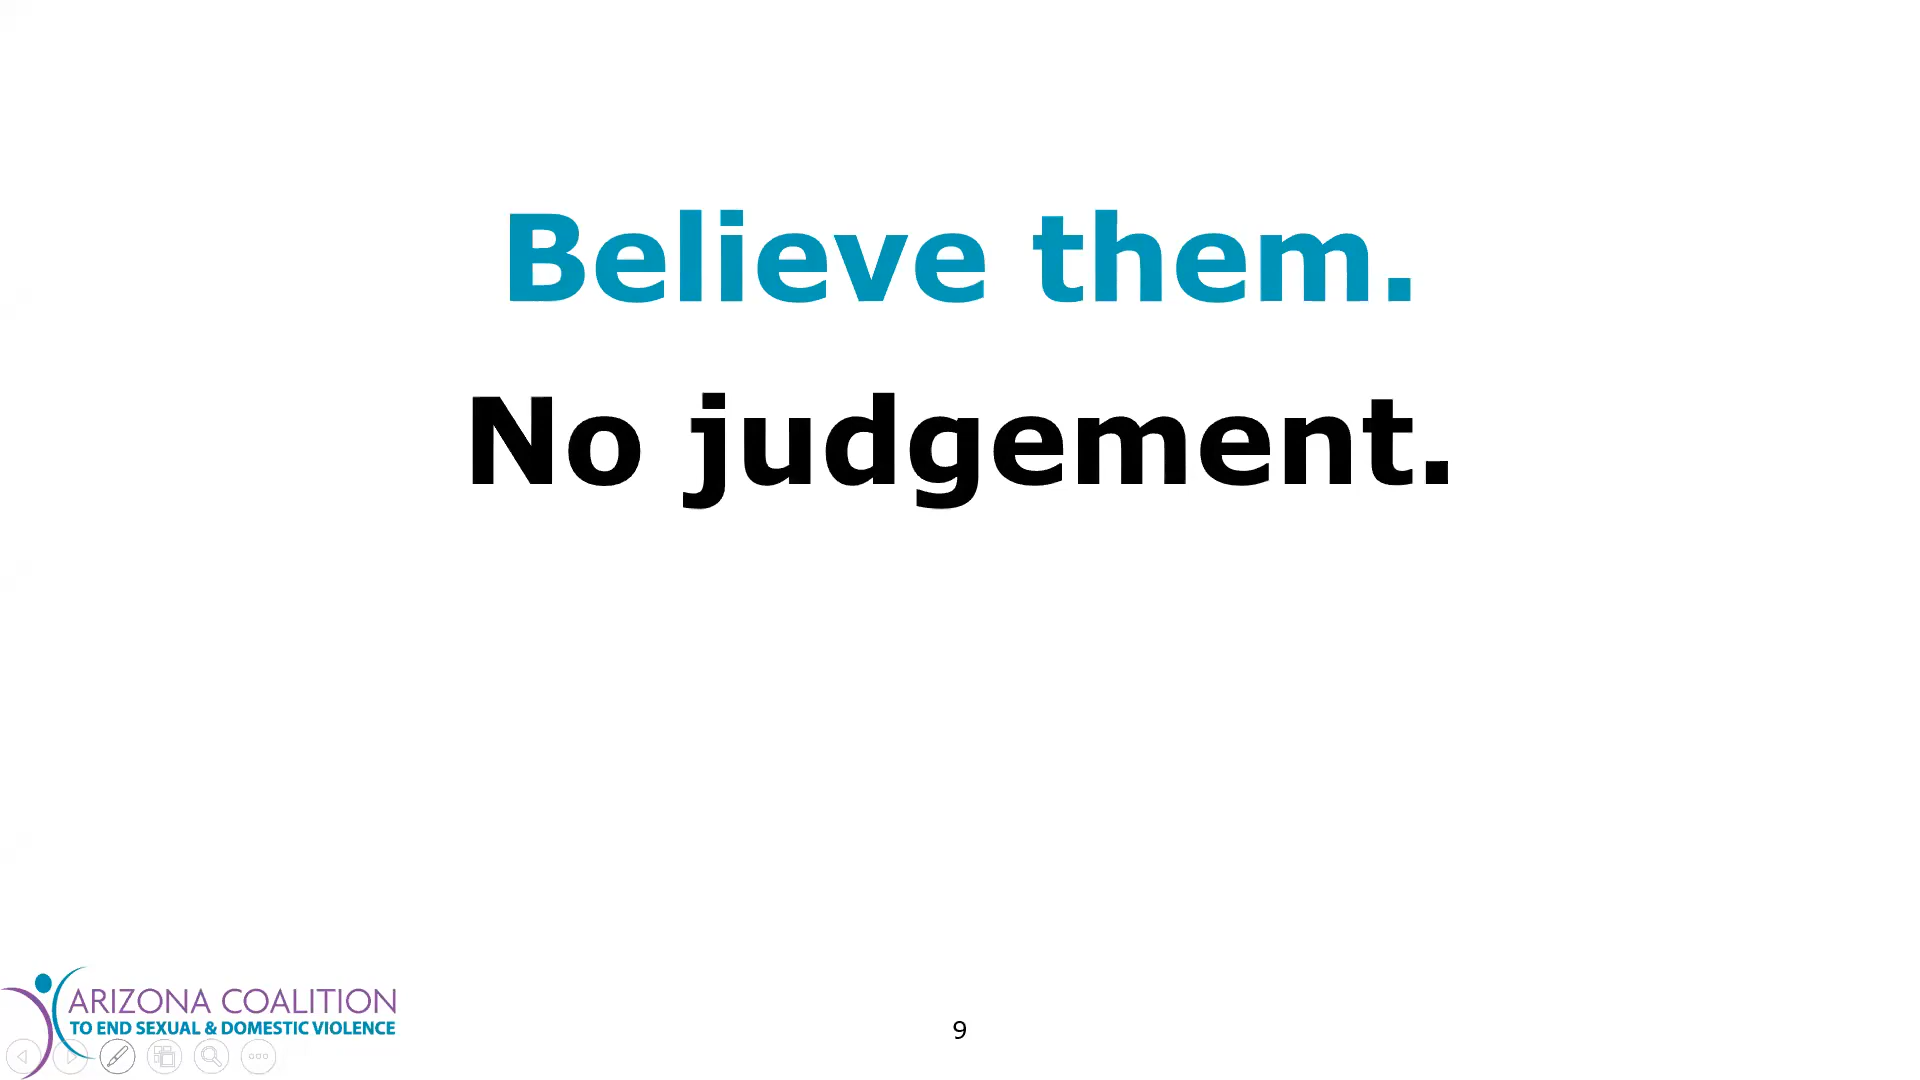 Believe them.
No judgement.
ARIZONA COALITION
TO END SEXUAL & DOMESTIC VIOLENCE
9